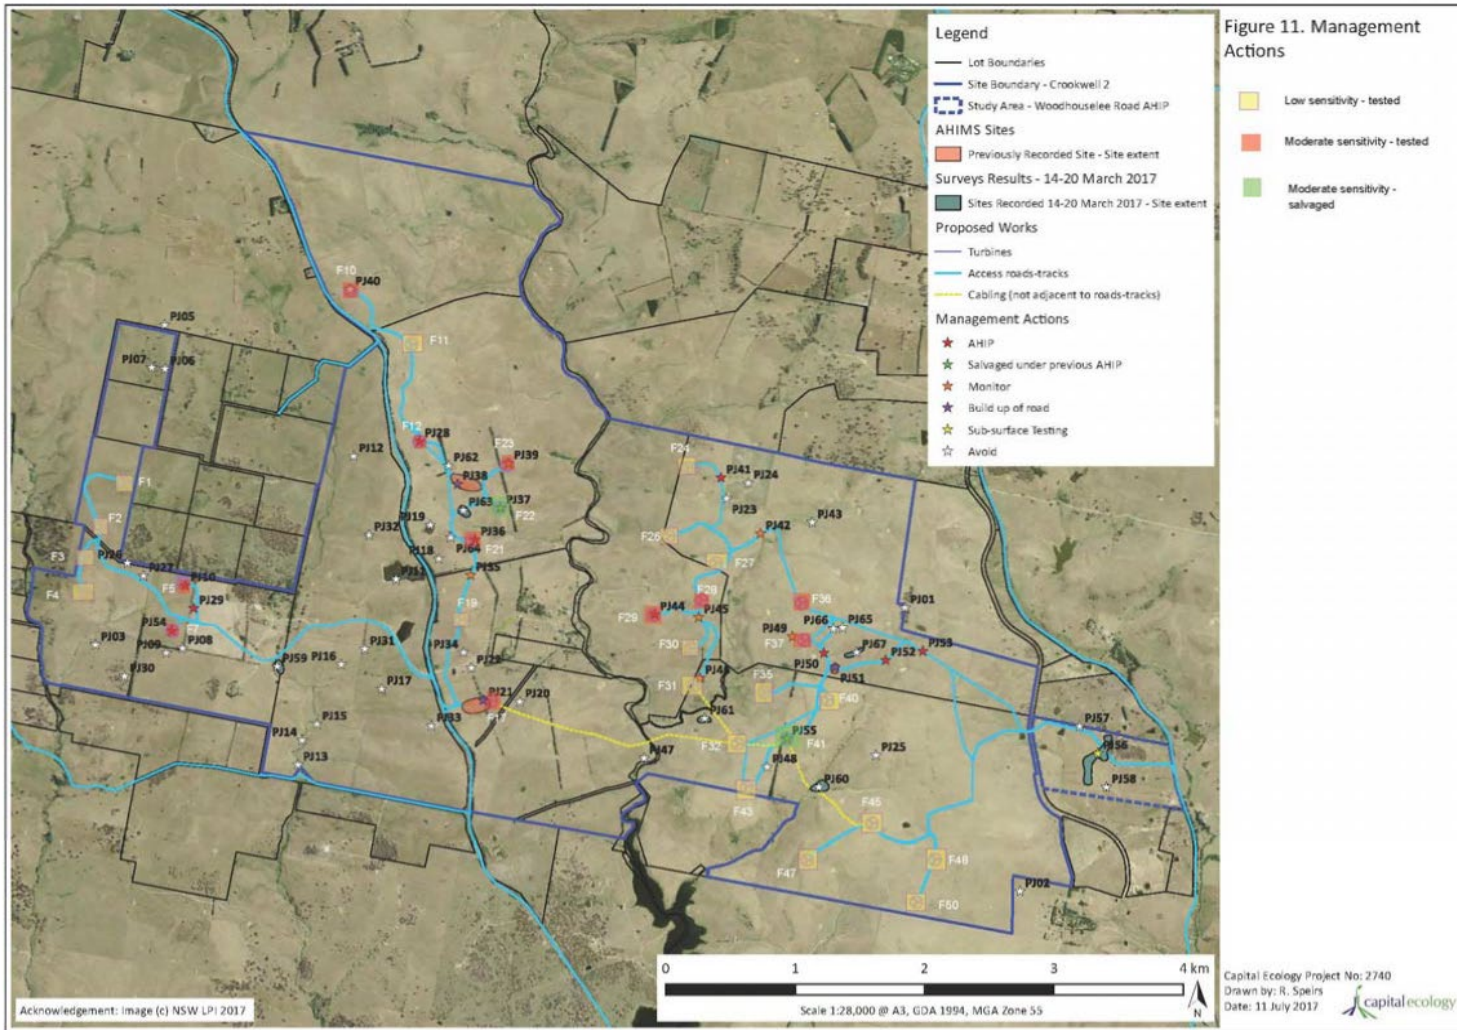 Legend
Lot Boundaries
Site Boundary - Crookwell 2
Study Area - Woodhouselee Road AHIP
AHIMS Sites
Previously Recorded Site - Site extent
Surveys Results - 14-20 March 2017
Sites Recorded 14-20 March 2017 - Site extent
Proposed Works
Turbines
Access roads-tracks
Cabling (not adjacent to roads-tracks)
Management Actions
AHIP
Salvaged under previous AHIP
Monitor
Build up of road
Sub-surface Testing
Avoid
Figure 11. Management
Actions
Low sensitivity - tested
Moderate sensitivity - tested
Moderate sensitivity -
salvaged
F10
PJ40
PJ05
F11
PJ07
PJ06
F12
PJ28
PJ12
PJ62
F23
PJ39
PJ38
F24
PJ41
PJ24
F1
PJ63
PJ37
F22
PJ23
PJ43
F2
PJ19
PJ32
PJ36
F26
PJ42
F3
PJ26
PJ18
PJ64
F21
F27
PJ27
PJ11
PJ35
F4
F5
PJ10
F28
F36
PJ29
F19
F29
PJ44
PJ45
PJ01
PJ54
PJ66
PJ65
PJ49
F37
PJ03
PJ09
PJ08
PJ31
PJ34
F30
PJ67
PJ53
PJ30
PJ59
PJ16
PJ22
PJ50
PJ52
PJ51
PJ17
F31
F35
PJ21
PJ20
F17
F40
PJ15
PJ33
PJ61
PJ57
PJ14
F32
PJ55
F41
PJ56
PJ13
PJ47
PJ48
PJ25
PJ60
PJ58
F43
F45
F47
F48
PJ02
F50
0 1 2 3 4 km
Scale 1:28,000 @ A3, GDA 1994, MGA Zone 55
N
Acknowledgement: Image (c) NSW LPI 2017
Capital Ecology Project No: 2740
Drawn by: R. Speirs
Date: 11 July 2017
capital ecology